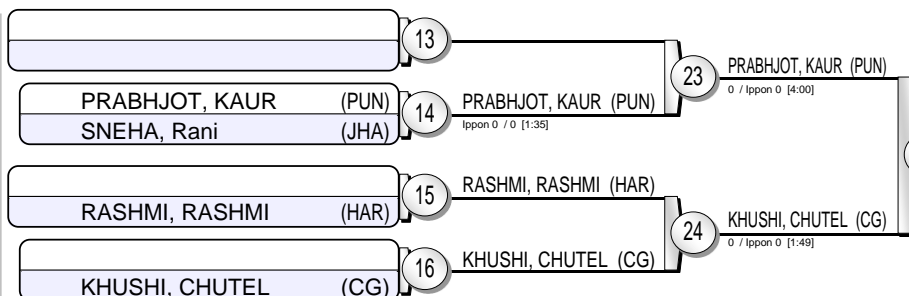 13
PRABHJOT, KAUR (PUN)
SNEHA, Rani (JHA)
14
PRABHJOT, KAUR (PUN)
Ippon 0 / 0 [1:35]
23
PRABHJOT, KAUR (PUN)
0 / Ippon 0 [4:00]
RASHMI, RASHMI (HAR)
15
RASHMI, RASHMI (HAR)
KHUSHI, CHUTEL (CG)
16
KHUSHI, CHUTEL (CG)
24
KHUSHI, CHUTEL (CG)
0 / Ippon 0 [1:49]